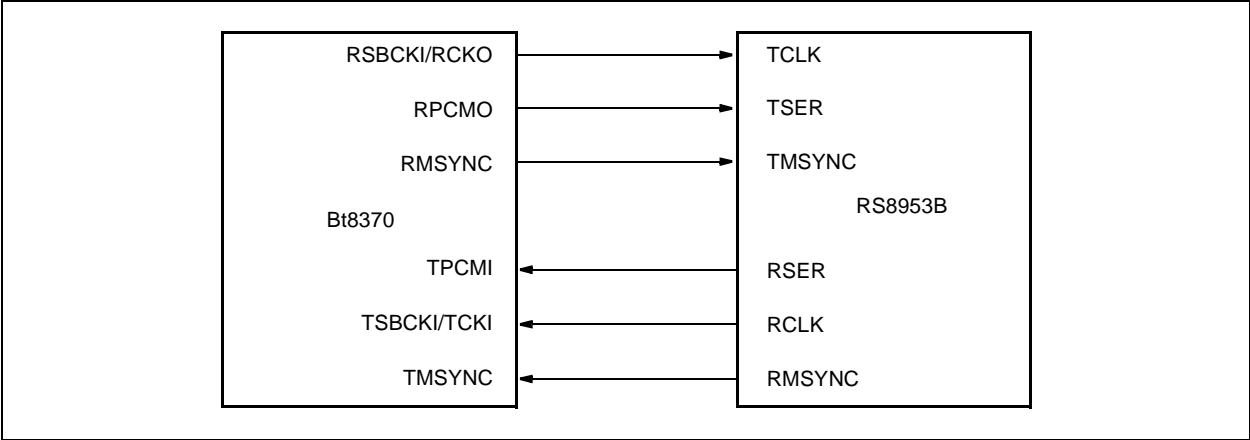 RSBCKI/RCKO
TCLK
RPCMO
TSER
RMSYNC
TMSYNC
Bt8370
RS8953B
TPCMI
RSER
TSBCKI/TCKI
RCLK
TMSYNC
RMSYNC